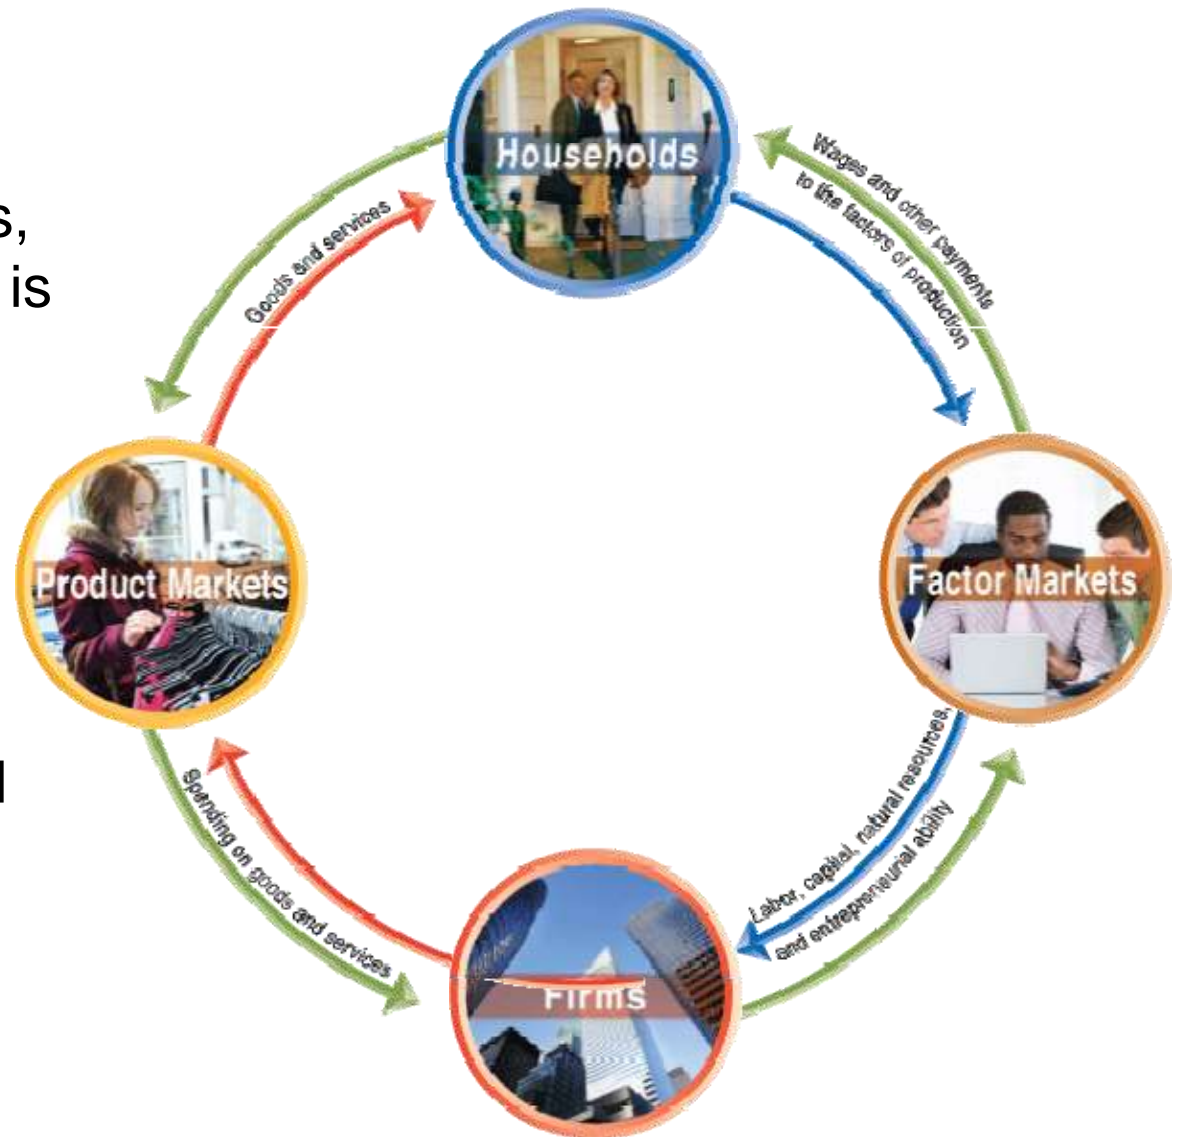 s,
is
Households
Wages and other payments
to the factors of production
Goods and services
Product Markets
Factor Markets
Spending on goods and services
Labor, capital, natural resources,
and entrepreneurial ability
Firms